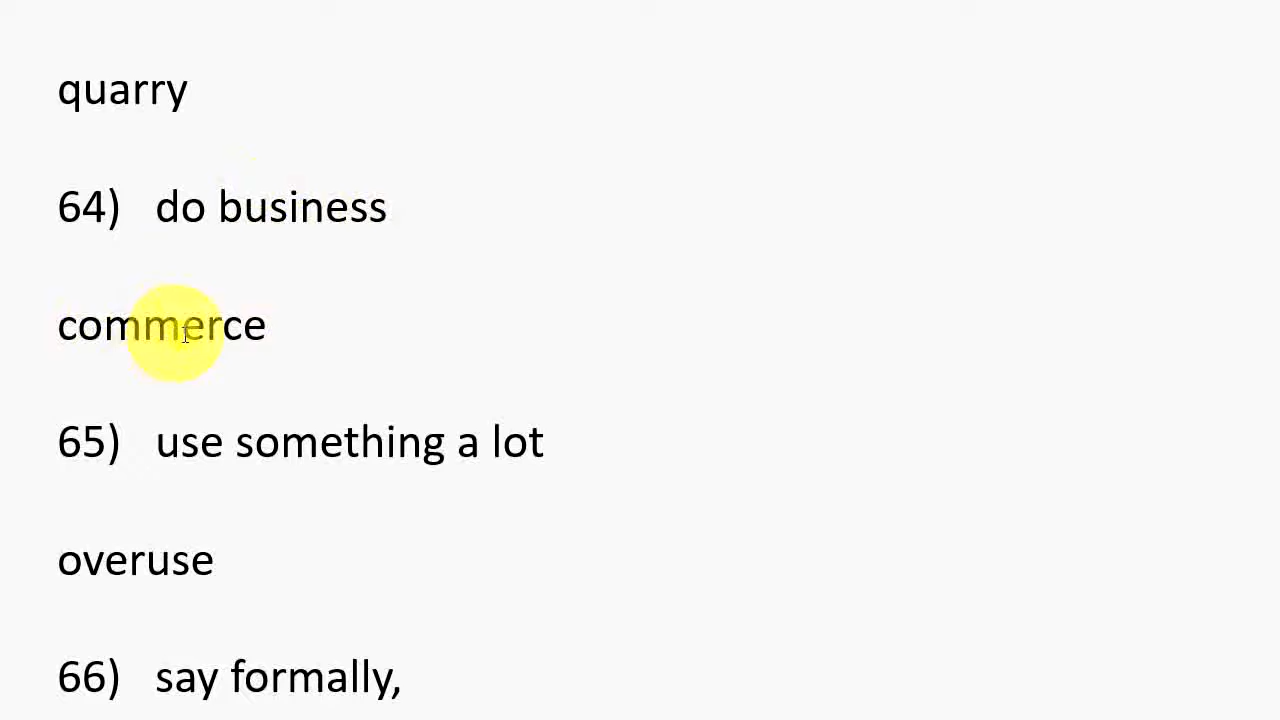 quarry
64) do business
commerce
65) use something a lot
overuse
66) say formally,